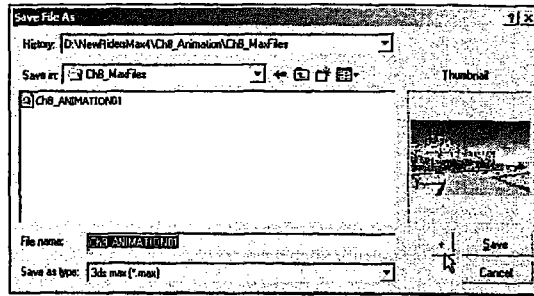 Save File As
History: D:\NewRidersMax4\Ch8_Animation\Ch8_MaxFiles
Save in: Ch8_MaxFiles
Thumbnail
Ch8_ANIMATION01
File name: Ch8_ANIMATION01
+
Save
Save as type: 3ds max (*.max)
Cancel